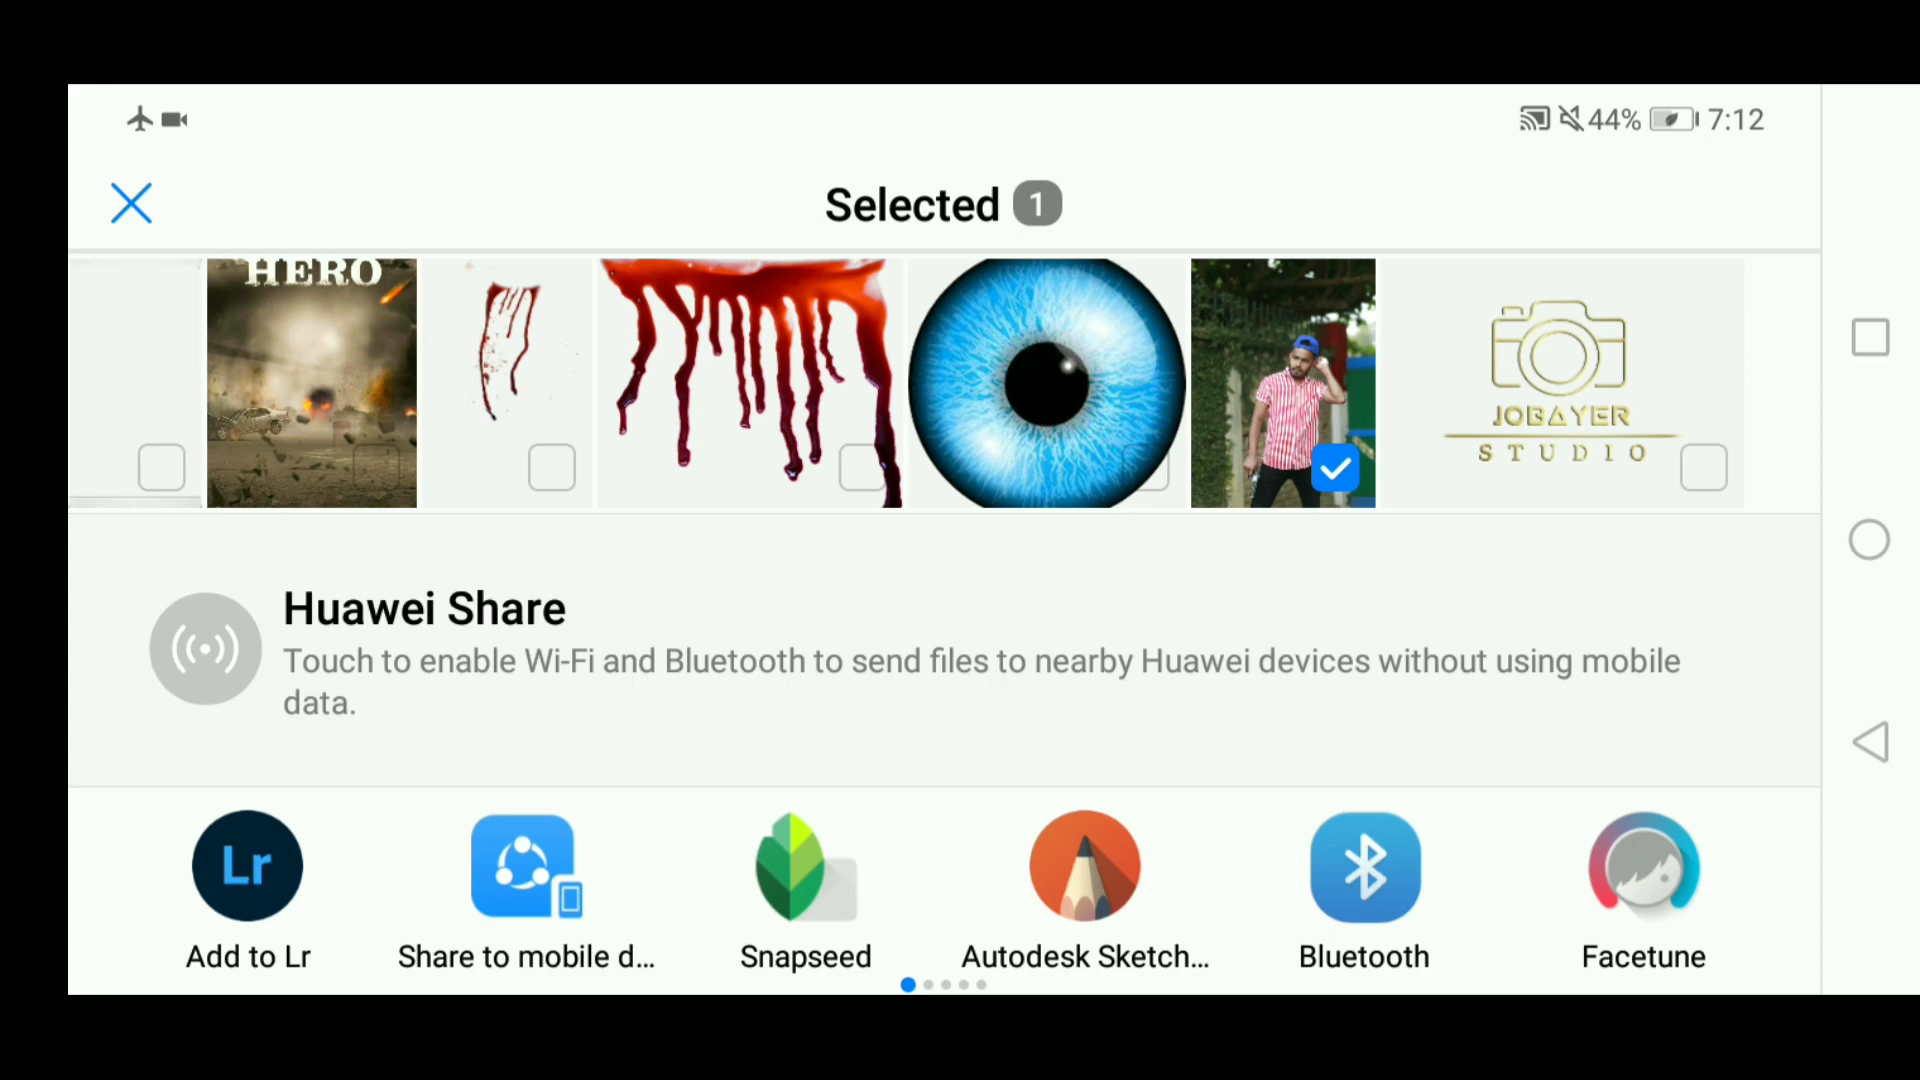 44% 7:12
Selected 1
HERO
JOBAYER
STUDIO
Huawei Share
Touch to enable Wi-Fi and Bluetooth to send files to nearby Huawei devices without using mobile
data.
Lr
Add to Lr
Share to mobile d...
Snapseed
Autodesk Sketch...
Bluetooth
Facetune